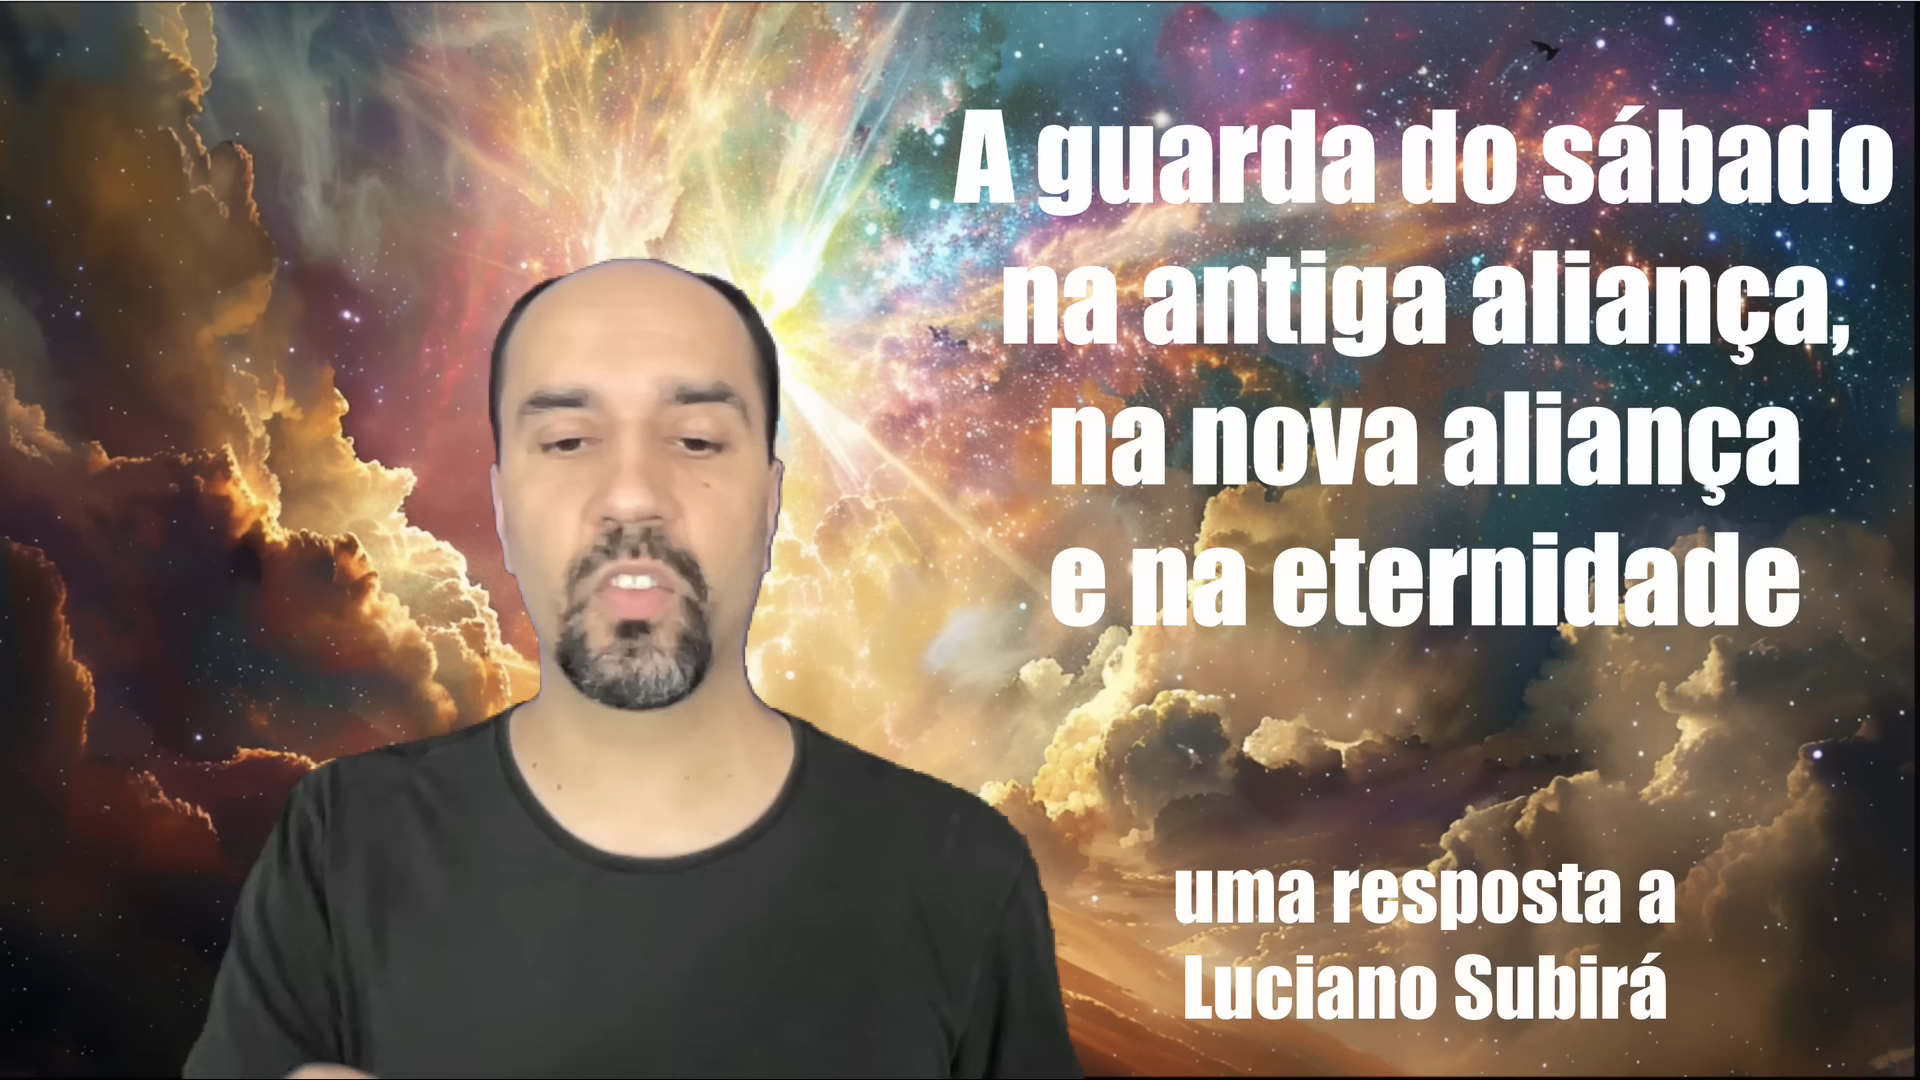 A guarda do sábado
na antiga aliança,
na nova aliança
e na eternidade
uma resposta a
Luciano Subirá